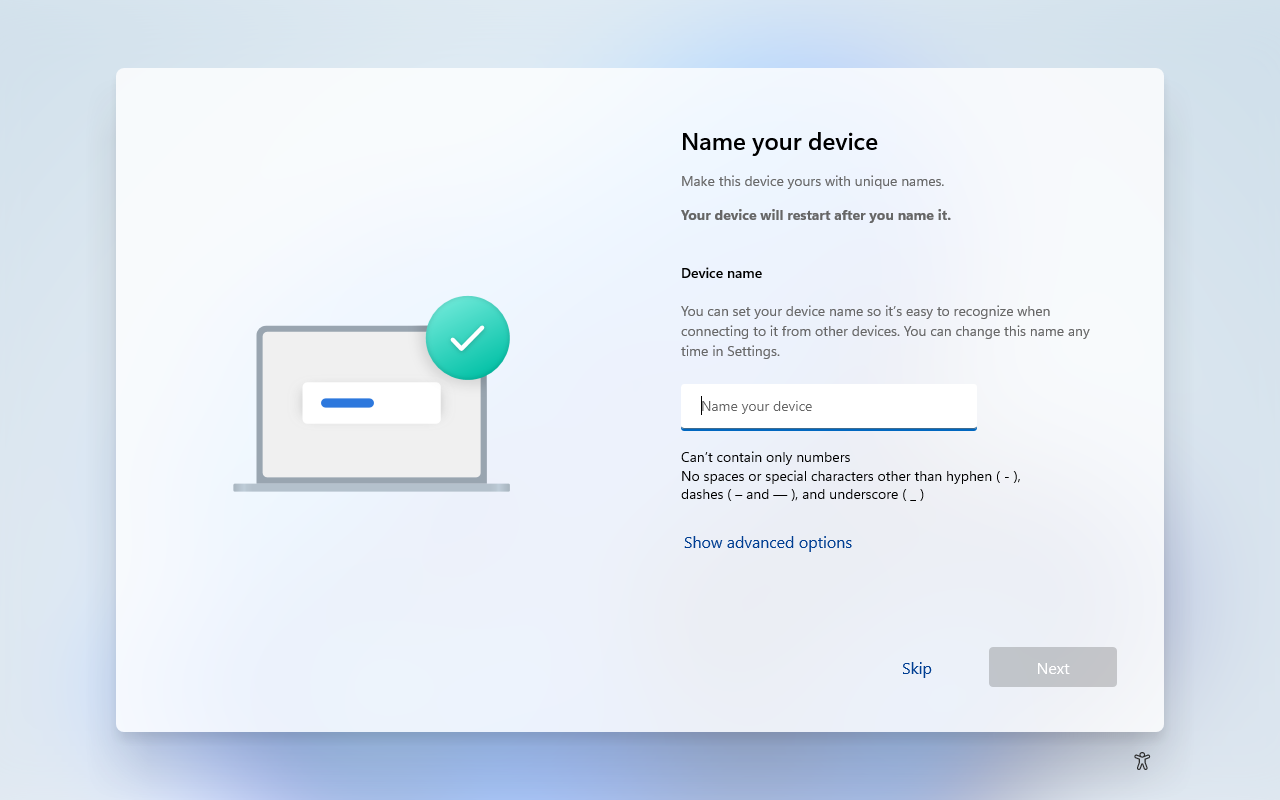 Name your device
Make this device yours with unique names.
Your device will restart after you name it.
Device name
You can set your device name so it's easy to recognize when
connecting to it from other devices. You can change this name any
time in Settings.
Name your device
Can't contain only numbers
No spaces or special characters other than hyphen ( - ),
dashes ( – and — ), and underscore ( _ )
Show advanced options
Skip
Next